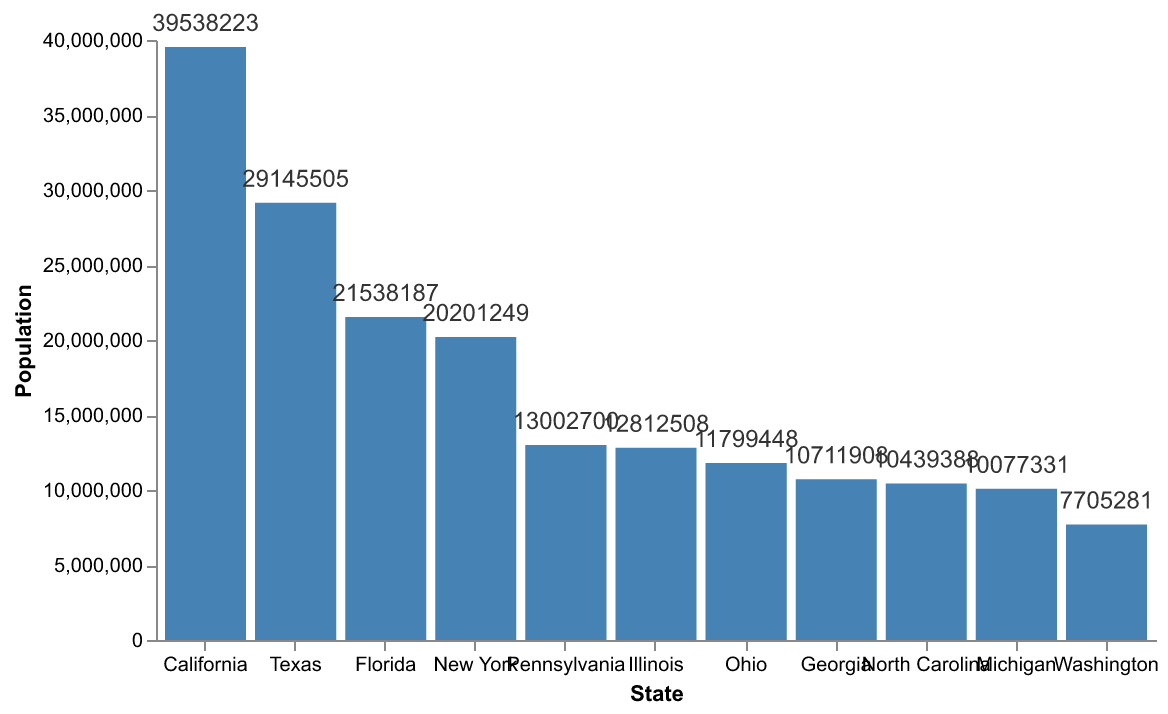 39538223
40,000,000
35,000,000
29145505
30,000,000
25,000,000
21538187
20201249
20,000,000
Population
15,000,000
13002700
12812508
11799448
10711908
10439388
10077331
10,000,000
7705281
5,000,000
0
California
Texas
Florida
New York
Pennsylvania
Illinois
Ohio
Georgia
North Carolina
Michigan
Washington
State